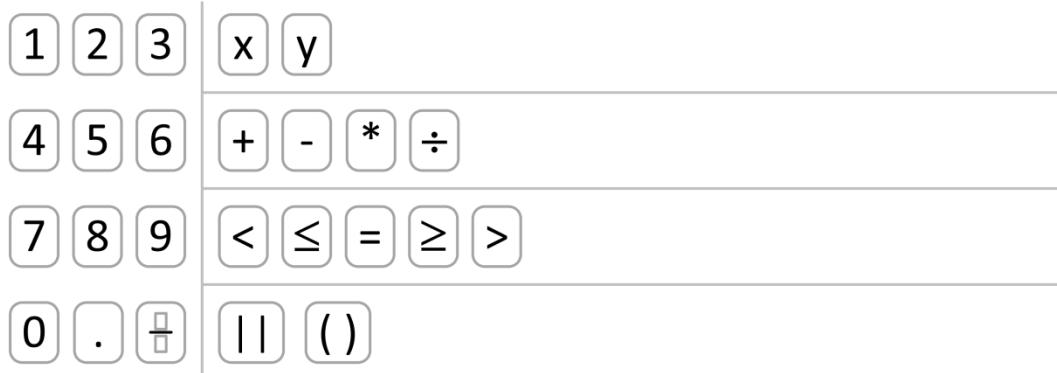 1 2 3 x y
4 5 6 + - * ÷
7 8 9 < ≤ = ≥ >
0 . | | ( )